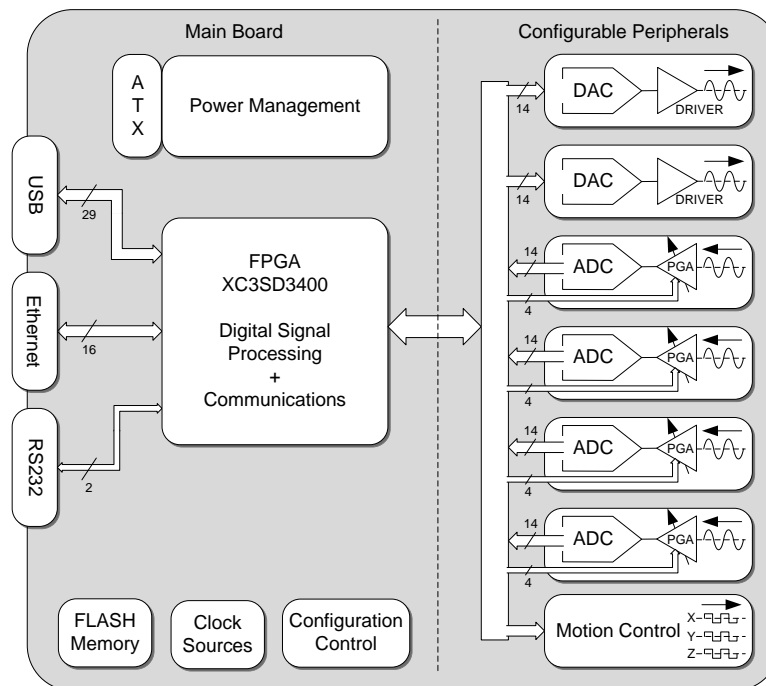 Main Board
Configurable Peripherals
A
T
X
Power Management
USB
29
Ethernet
16
RS232
2
FPGA
XC3SD3400
Digital Signal
Processing
+
Communications
FLASH
Memory
Clock
Sources
Configuration
Control
14
DAC
DRIVER
14
DAC
DRIVER
14
ADC
PGA
4
14
ADC
PGA
4
14
ADC
PGA
4
14
ADC
PGA
4
Motion Control
X
Y
Z